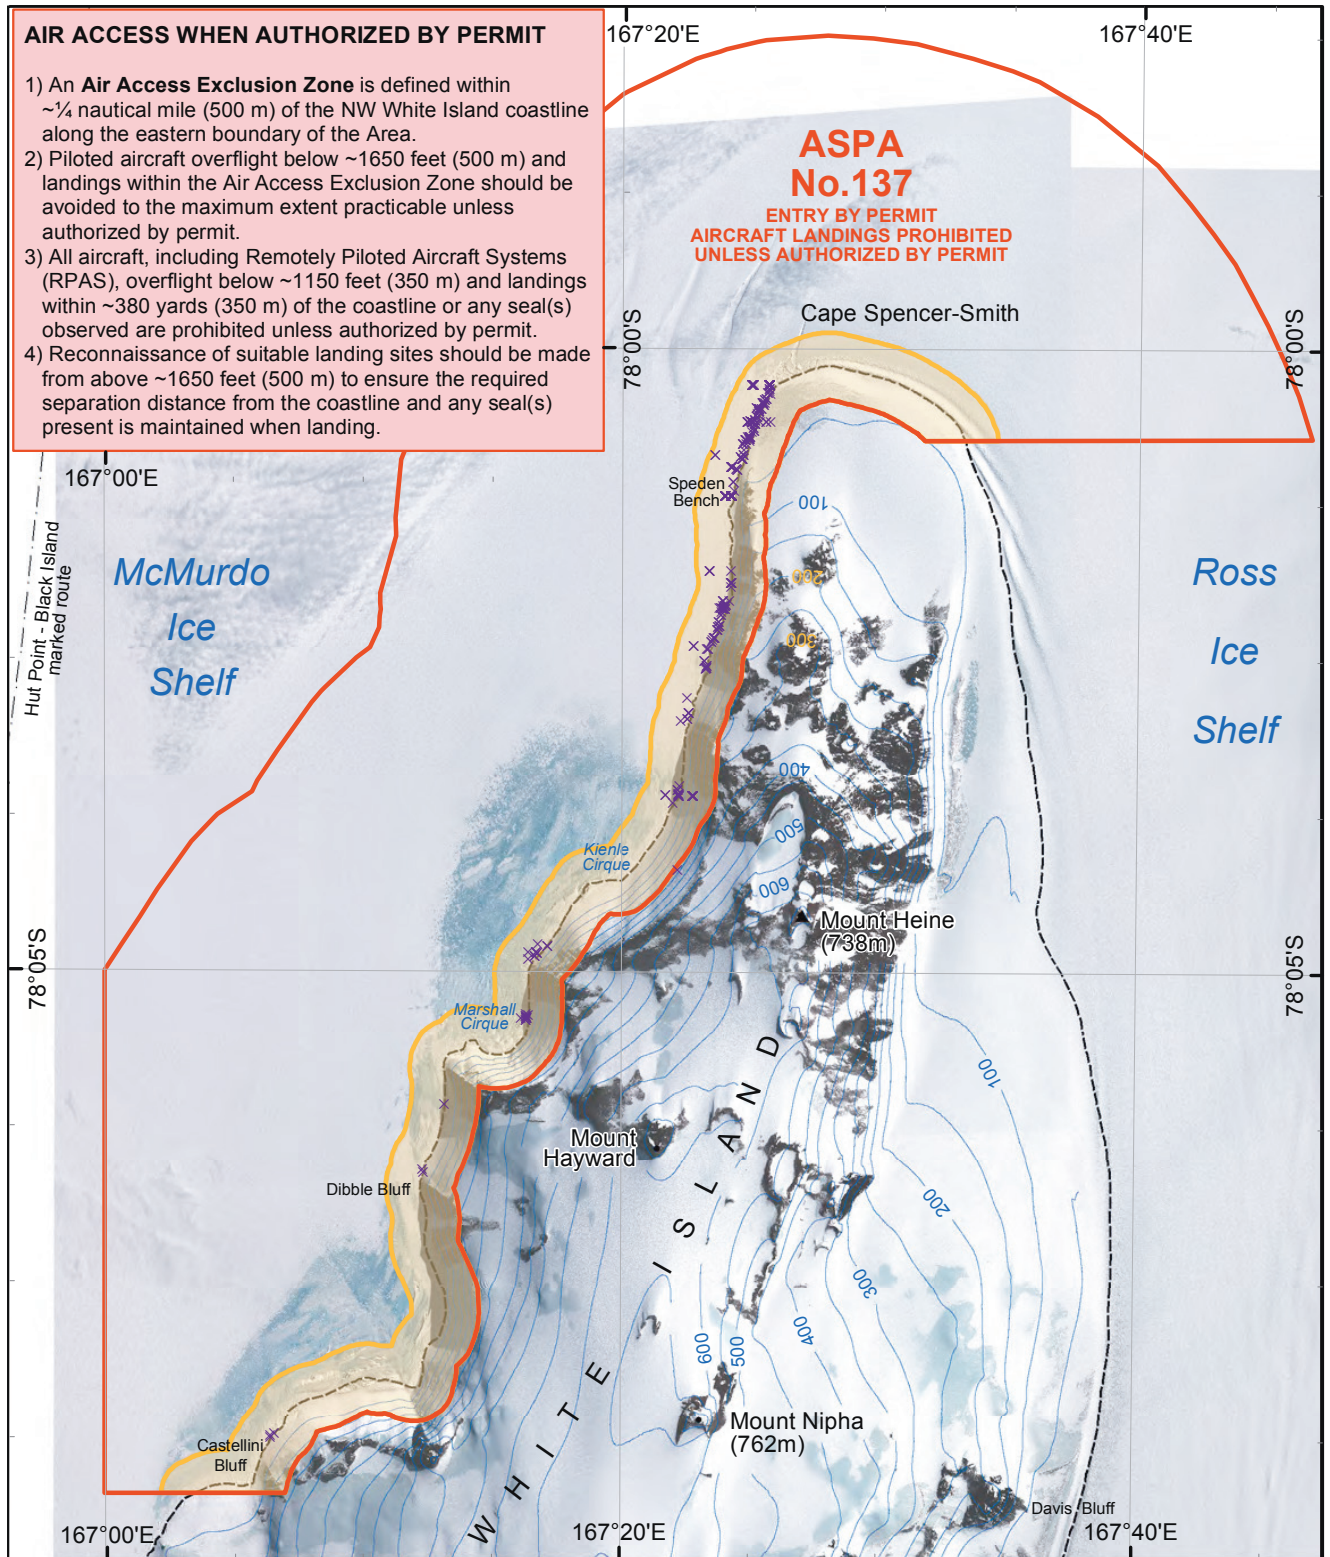 AIR ACCESS WHEN AUTHORIZED BY PERMIT
1) An Air Access Exclusion Zone is defined within
~¼ nautical mile (500 m) of the NW White Island coastline
along the eastern boundary of the Area.
2) Piloted aircraft overflight below ~1650 feet (500 m) and
landings within the Air Access Exclusion Zone should be
avoided to the maximum extent practicable unless
authorized by permit.
3) All aircraft, including Remotely Piloted Aircraft Systems
(RPAS), overflight below ~1150 feet (350 m) and landings
within ~380 yards (350 m) of the coastline or any seal(s)
observed are prohibited unless authorized by permit.
4) Reconnaissance of suitable landing sites should be made
from above ~1650 feet (500 m) to ensure the required
separation distance from the coastline and any seal(s)
present is maintained when landing.
167°20'E
167°40'E
ASPA
No.137
ENTRY BY PERMIT
AIRCRAFT LANDINGS PROHIBITED
UNLESS AUTHORIZED BY PERMIT
Cape Spencer-Smith
78°00'S
78°00'S
167°00'E
Speden
Bench
100
Hut Point - Black Island
marked route
McMurdo
Ice
Shelf
Ross
Ice
Shelf
200
300
400
500
600
Kienle
Cirque
Mount Heine
(738m)
78°05'S
78°05'S
Marshall
Cirque
100
Mount
Hayward
Dibble Bluff
200
300
400
500
600
WHITE ISLAND
Mount Nipha
(762m)
Castellini
Bluff
Davis Bluff
167°00'E
167°20'E
167°40'E